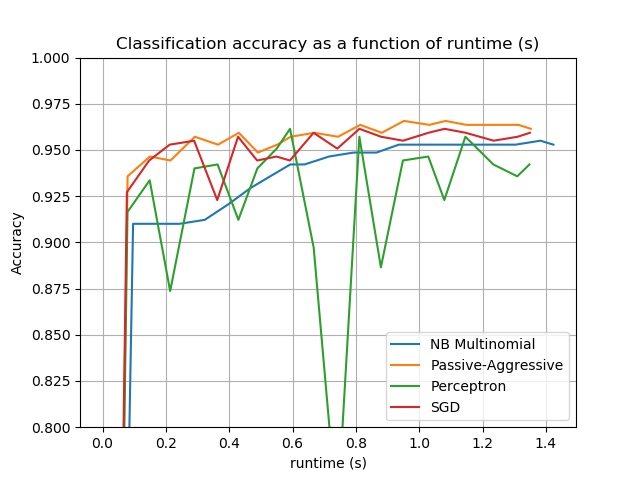 Classification accuracy as a function of runtime (s)
1.000
0.975
0.950
0.925
0.900
0.875
0.850
0.825
0.800
Accuracy
NB Multinomial
Passive-Aggressive
Perceptron
SGD
0.0 0.2 0.4 0.6 0.8 1.0 1.2 1.4
runtime (s)